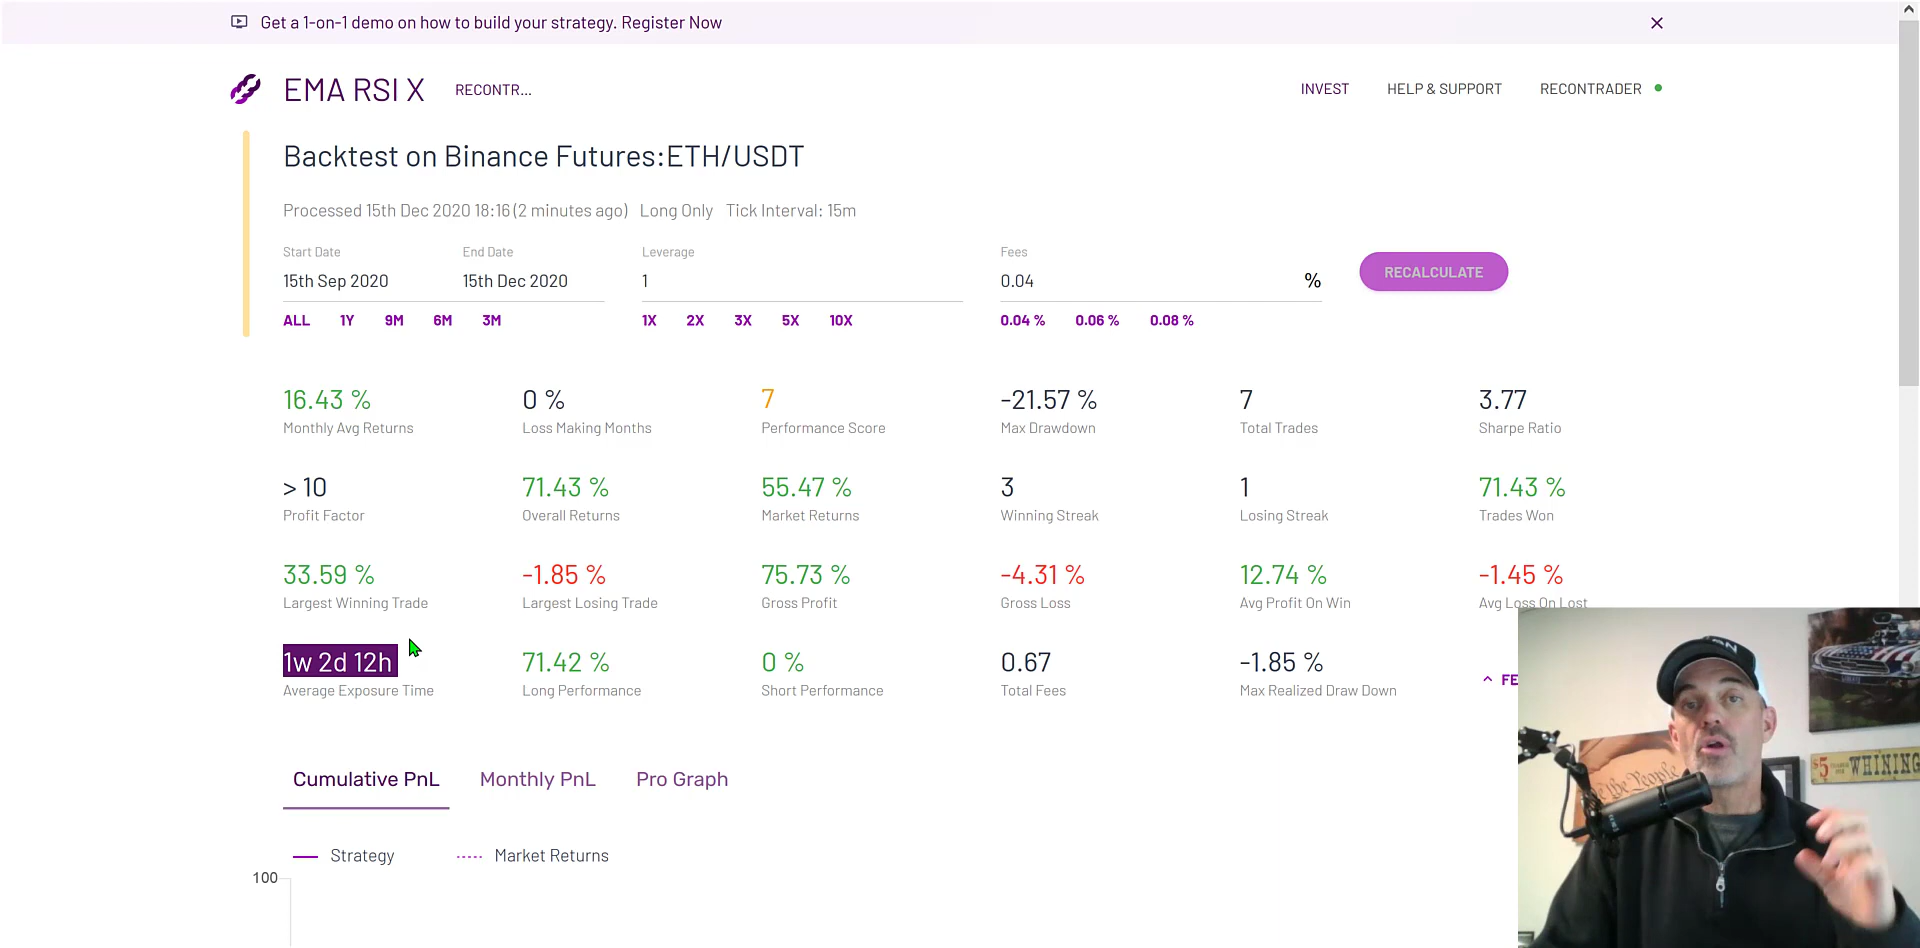 Get a 1-on-1 demo on how to build your strategy. Register Now
EMA RSI X RECONTR... INVEST HELP & SUPPORT RECONTRADER
Backtest on Binance Futures:ETH/USDT
Processed 15th Dec 2020 18:16 (2 minutes ago) Long Only Tick Interval: 15m
Start Date End Date Leverage Fees
15th Sep 2020 15th Dec 2020 1 0.04 % RECALCULATE
ALL 1Y 9M 6M 3M 1X 2X 3X 5X 10X 0.04 % 0.06 % 0.08 %
16.43 % 0 % 7 -21.57 % 7 3.77
Monthly Avg Returns Loss Making Months Performance Score Max Drawdown Total Trades Sharpe Ratio
> 10 71.43 % 55.47 % 3 1 71.43 %
Profit Factor Overall Returns Market Returns Winning Streak Losing Streak Trades Won
33.59 % -1.85 % 75.73 % -4.31 % 12.74 % -1.45 %
Largest Winning Trade Largest Losing Trade Gross Profit Gross Loss Avg Profit On Win Avg Loss On Lost
1w 2d 12h 71.42 % 0 % 0.67 -1.85 %
Average Exposure Time Long Performance Short Performance Total Fees Max Realized Draw Down FE
Cumulative PnL Monthly PnL Pro Graph
$5 WHINING
the People
Strategy Market Returns
100